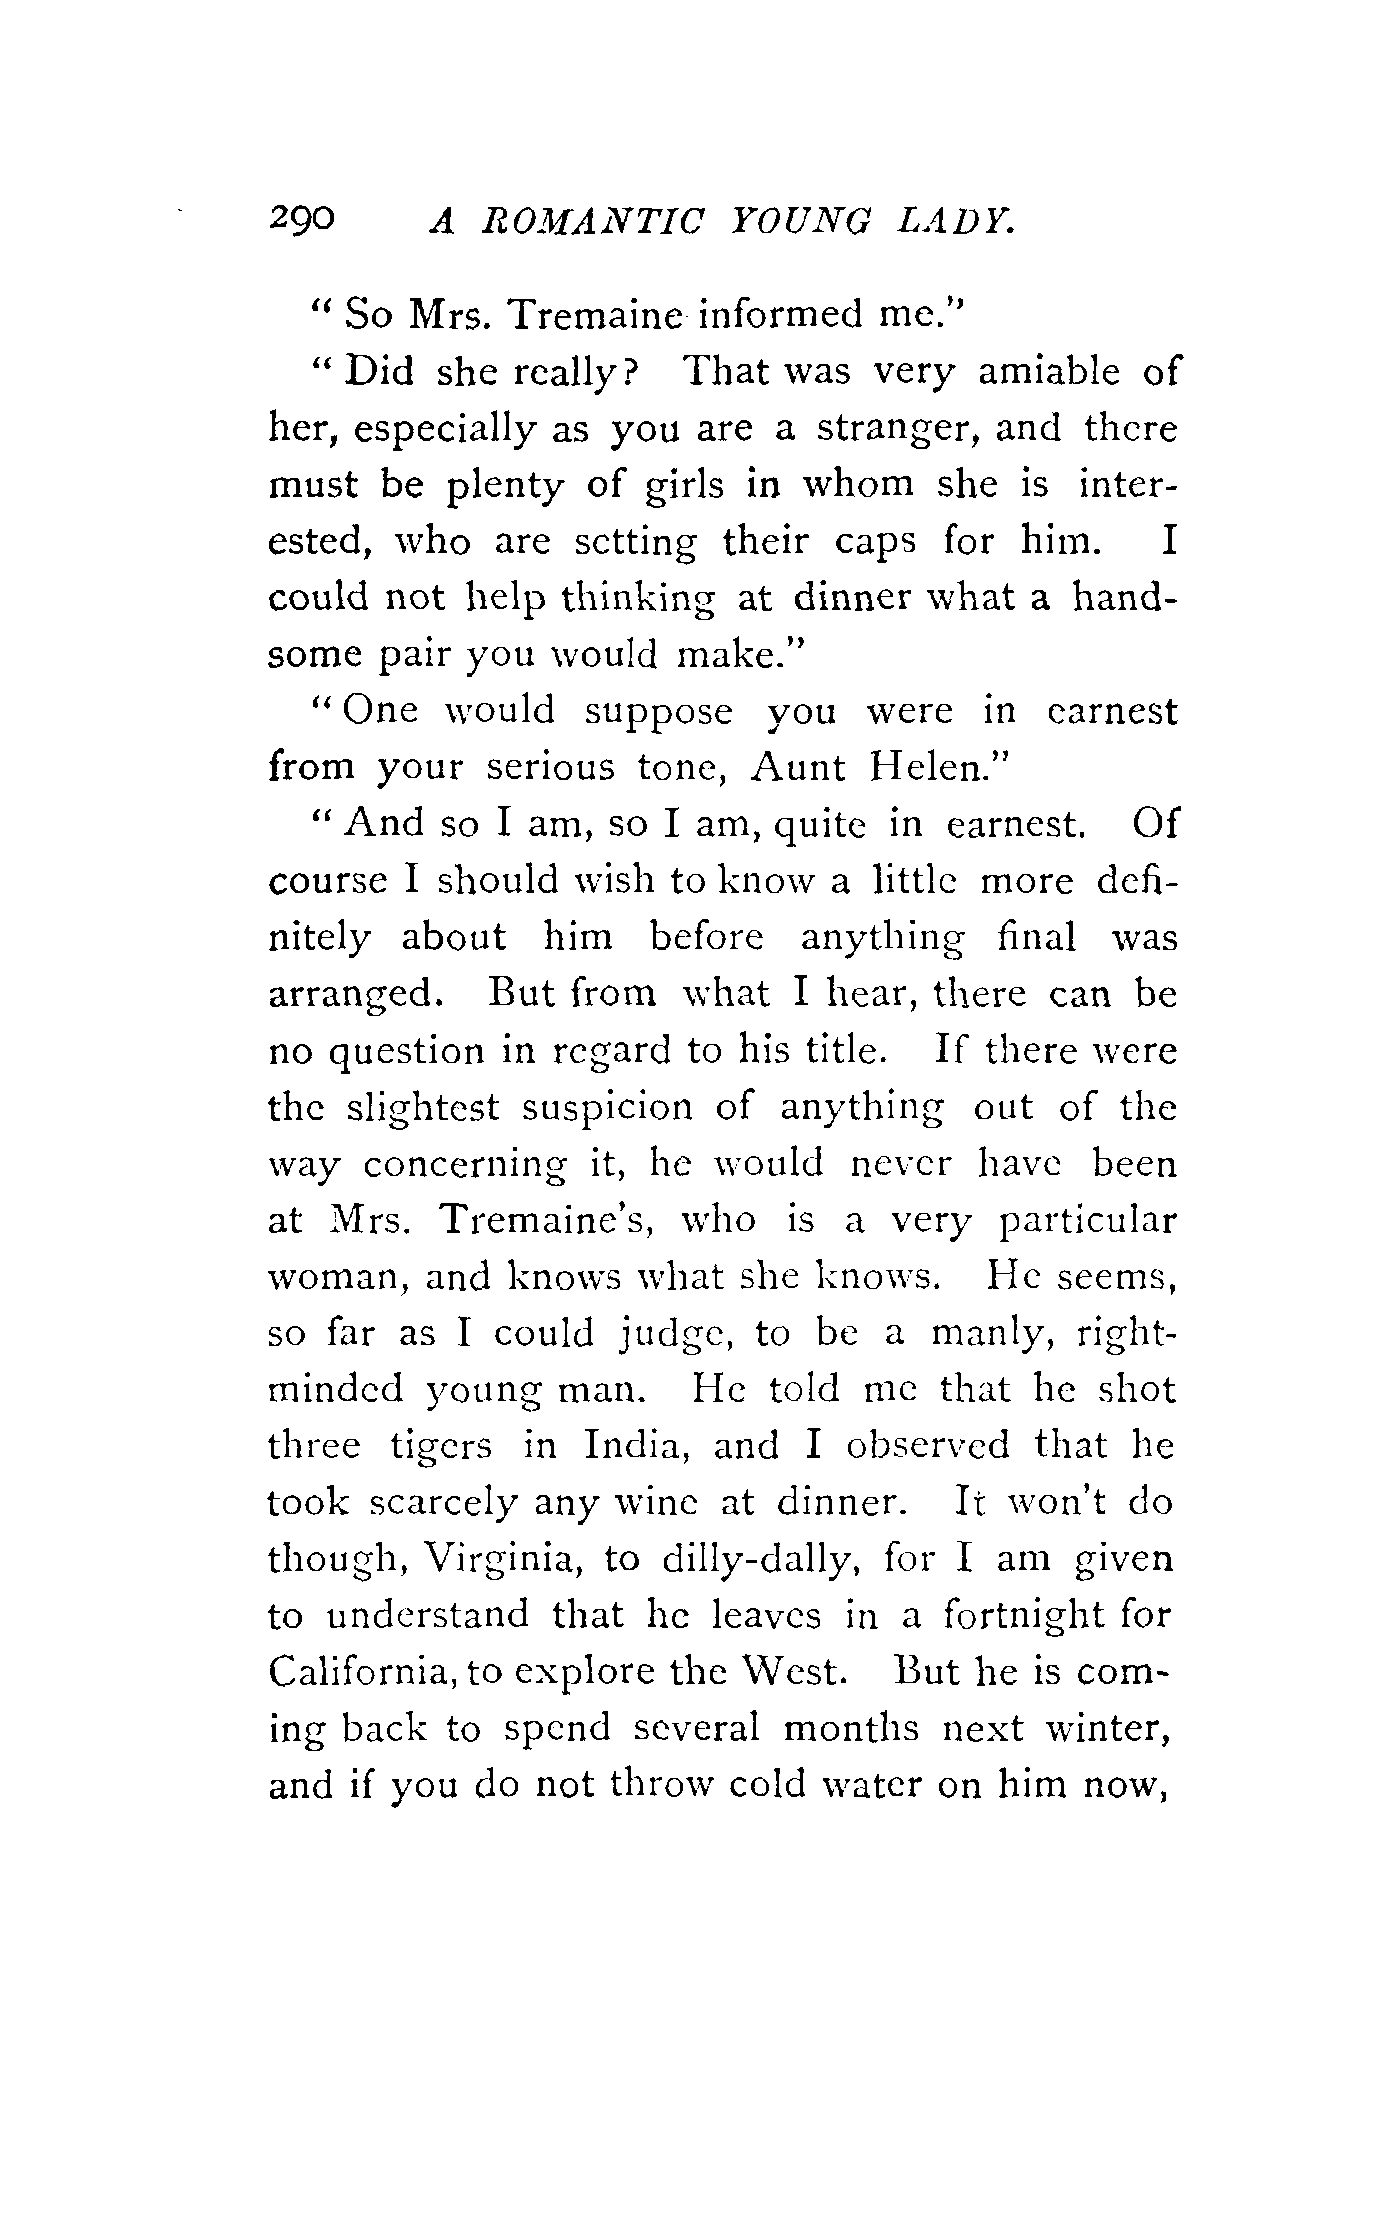 290 A ROMANTIC YOUNG LADY.
“ So Mrs. Tremaine informed me.”
“ Did she really? That was very amiable of
her, especially as you are a stranger, and there
must be plenty of girls in whom she is inter-
ested, who are setting their caps for him. I
could not help thinking at dinner what a hand-
some pair you would make.”
“ One would suppose you were in earnest
from your serious tone, Aunt Helen.”
“ And so I am, so I am, quite in earnest. Of
course I should wish to know a little more defi-
nitely about him before anything final was
arranged. But from what I hear, there can be
no question in regard to his title. If there were
the slightest suspicion of anything out of the
way concerning it, he would never have been
at Mrs. Tremaine’s, who is a very particular
woman, and knows what she knows. He seems,
so far as I could judge, to be a manly, right-
minded young man. He told me that he shot
three tigers in India, and I observed that he
took scarcely any wine at dinner. It won’t do
though, Virginia, to dilly-dally, for I am given
to understand that he leaves in a fortnight for
California, to explore the West. But he is com-
ing back to spend several months next winter,
and if you do not throw cold water on him now,